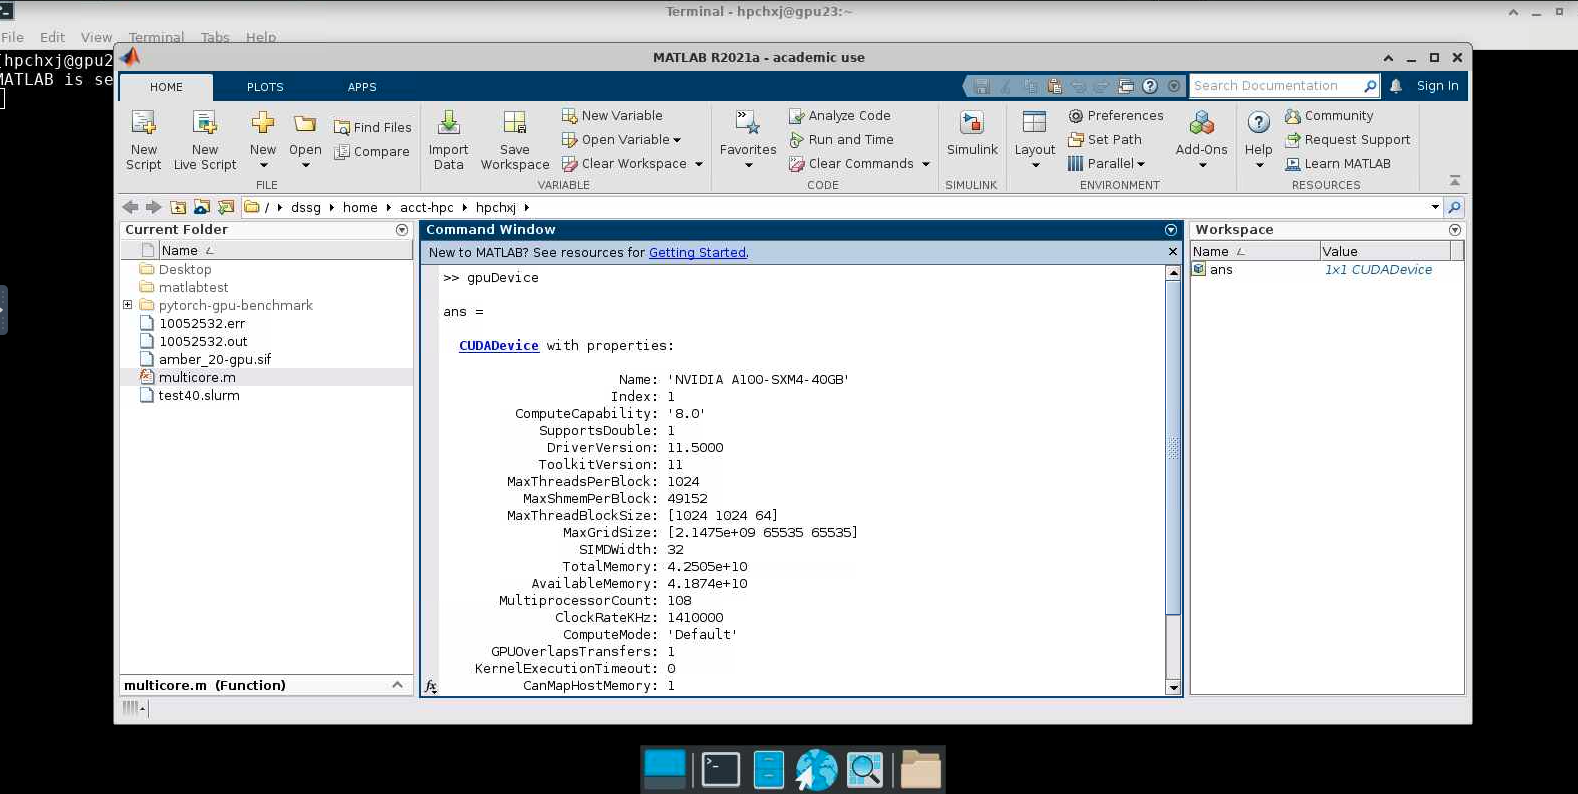 Terminal - hpchxj@gpu23:~
File Edit View Terminal Tabs Help
[hpchxj@gpu2
MATLAB is se
MATLAB R2021a - academic use
HOME PLOTS APPS
Search Documentation Sign In
New Script
New Live Script
New
Open
Find Files
Compare
FILE
Import Data
Save Workspace
New Variable
Open Variable
Clear Workspace
VARIABLE
Favorites
Analyze Code
Run and Time
Clear Commands
CODE
Simulink
SIMULINK
Layout
Preferences
Set Path
Parallel
Add-Ons
ENVIRONMENT
Help
Community
Request Support
Learn MATLAB
RESOURCES
/ dssg home acct-hpc hpchxj
Current Folder
Name
Desktop
matlabtest
pytorch-gpu-benchmark
10052532.err
10052532.out
amber_20-gpu.sif
multicore.m
test40.slurm
multicore.m (Function)
Command Window
New to MATLAB? See resources for Getting Started.
>> gpuDevice
ans =
CUDADevice with properties:
Name: 'NVIDIA A100-SXM4-40GB'
Index: 1
ComputeCapability: '8.0'
SupportsDouble: 1
DriverVersion: 11.5000
ToolkitVersion: 11
MaxThreadsPerBlock: 1024
MaxShmemPerBlock: 49152
MaxThreadBlockSize: [1024 1024 64]
MaxGridSize: [2.1475e+09 65535 65535]
SIMDWidth: 32
TotalMemory: 4.2505e+10
AvailableMemory: 4.1874e+10
MultiprocessorCount: 108
ClockRateKHz: 1410000
ComputeMode: 'Default'
GPUOverlapsTransfers: 1
KernelExecutionTimeout: 0
CanMapHostMemory: 1
fx
Workspace
Name Value
ans 1x1 CUDADevice